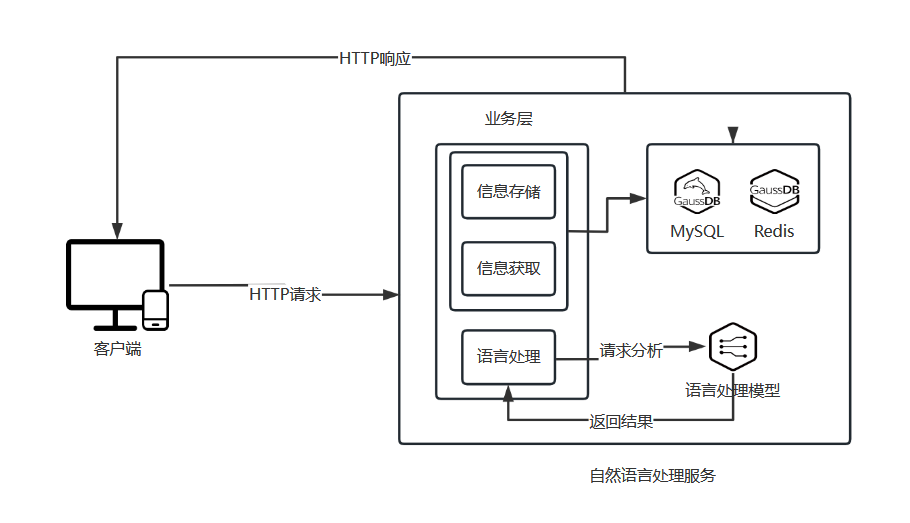 HTTP响应
业务层
信息存储
GaussDB
GaussDB
MySQL
Redis
信息获取
HTTP请求
客户端
语言处理
请求分析
语言处理模型
返回结果
自然语言处理服务